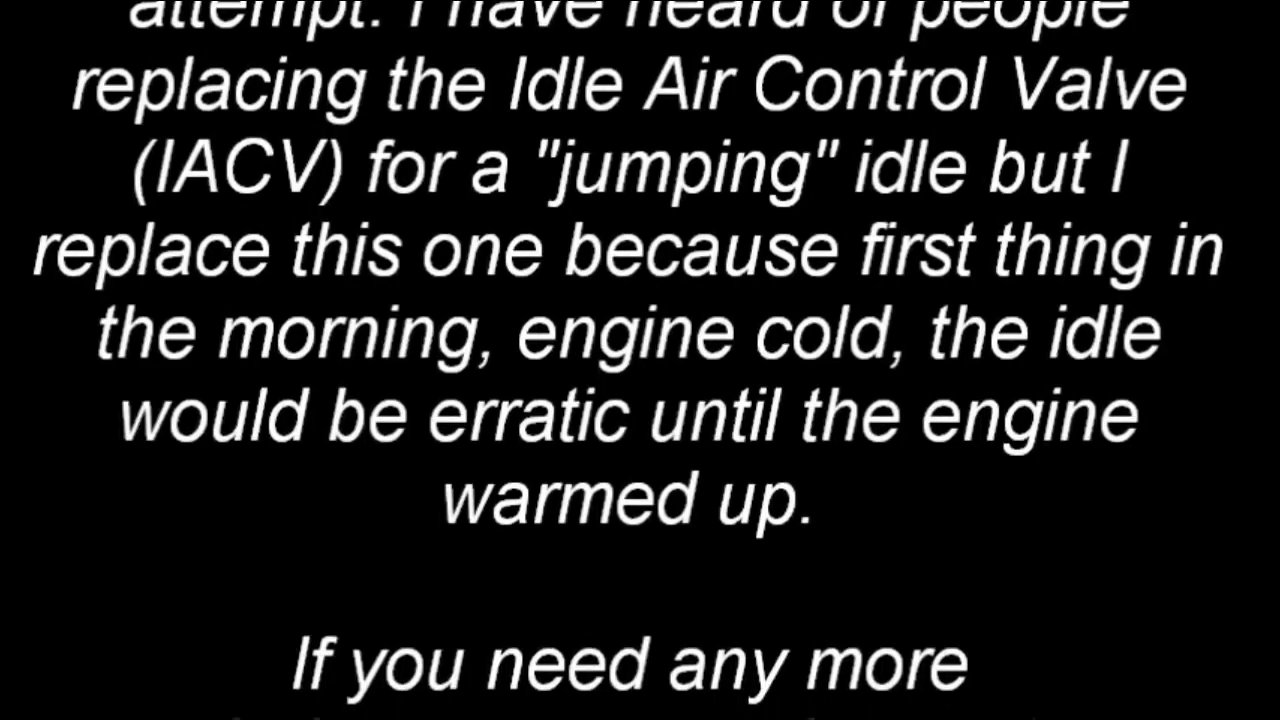 attempt. I have heard of people
replacing the Idle Air Control Valve
(IACV) for a "jumping" idle but I
replace this one because first thing in
the morning, engine cold, the idle
would be erratic until the engine
warmed up.
If you need any more